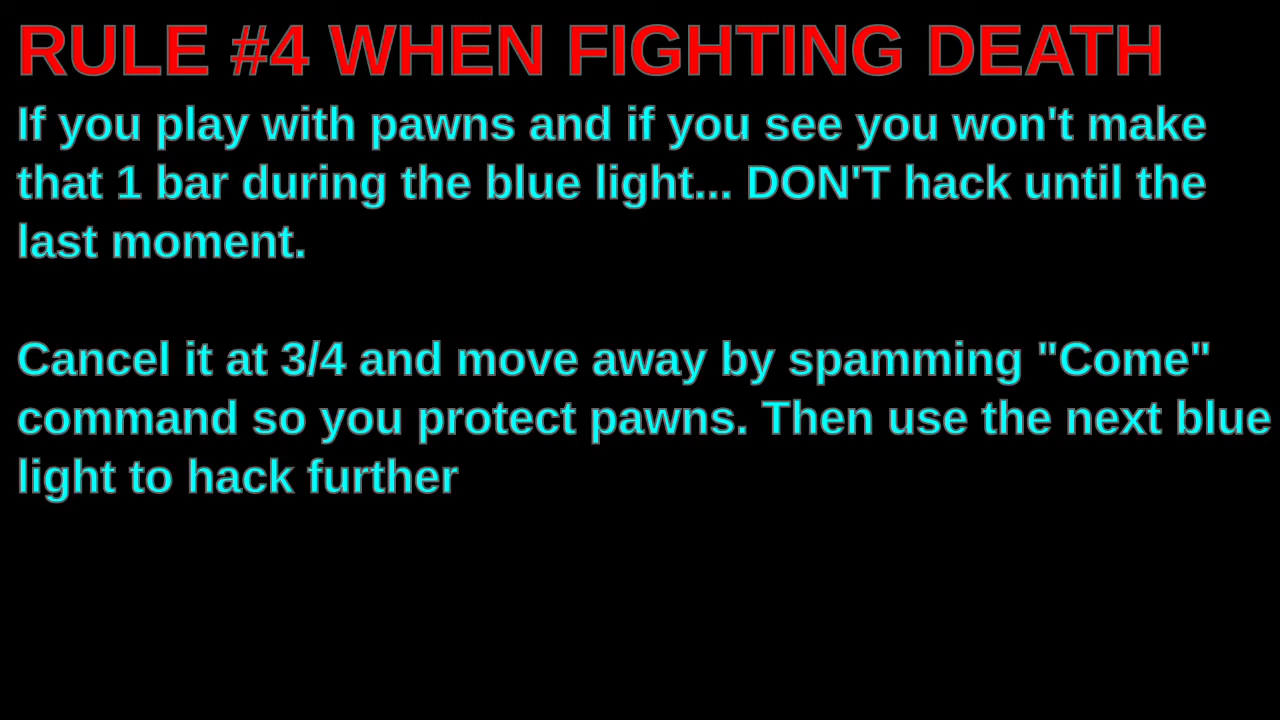 RULE #4 WHEN FIGHTING DEATH
If you play with pawns and if you see you won't make
that 1 bar during the blue light... DON'T hack until the
last moment.
Cancel it at 3/4 and move away by spamming "Come"
command so you protect pawns. Then use the next blue
light to hack further